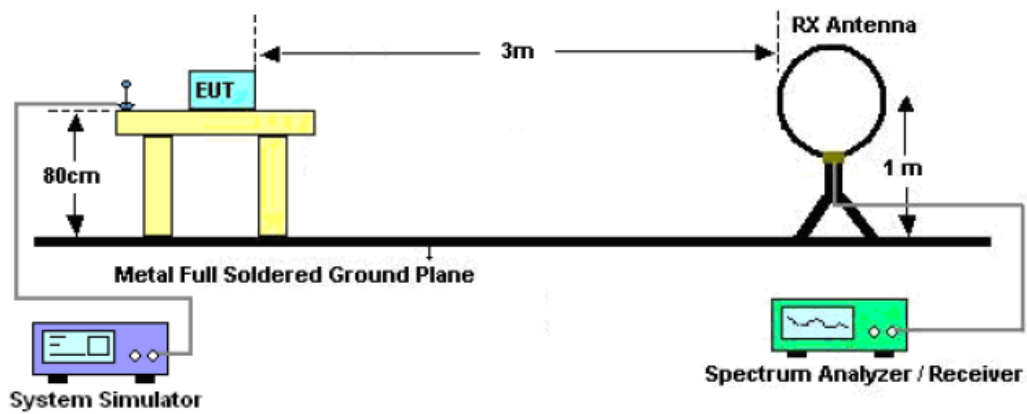 RX Antenna
3m
EUT
80cm
1 m
Metal Full Soldered Ground Plane
System Simulator
Spectrum Analyzer / Receiver